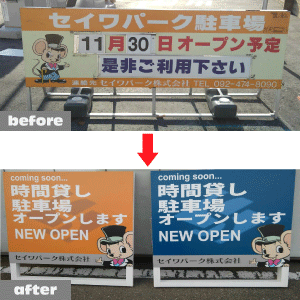 セイワパーク駐車場
11月30日オープン予定
是非ご利用下さい
セイワパーク株式会社 TEL 092-474-8090
before
coming soon...
時間貸し
駐車場
オープンします
NEW OPEN
セイワパーク株式会社
coming soon...
時間貸し
駐車場
オープンします
NEW OPEN
セイワパーク株式会社
after